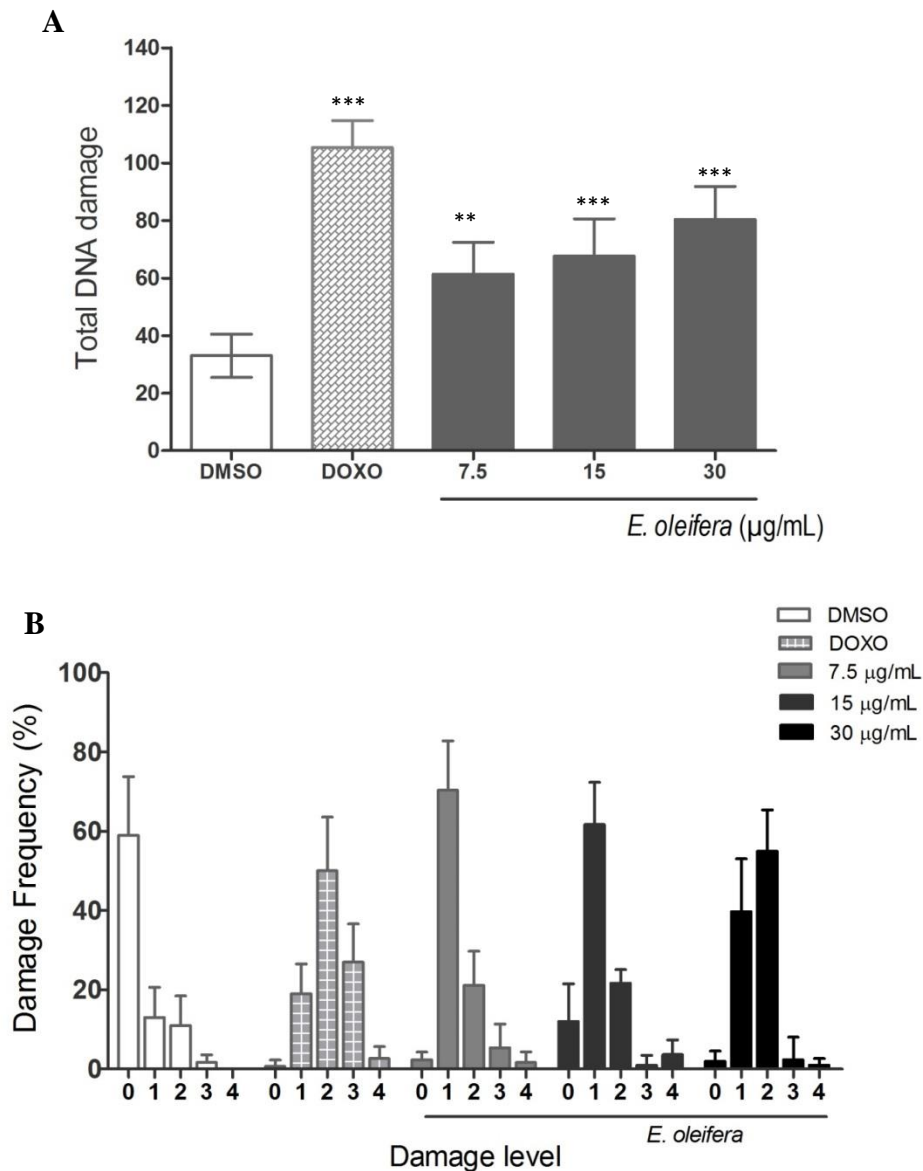 A
140
120
100
80
60
40
20
0
Total DNA damage
***
**
***
***
DMSO DOXO 7.5 15 30
E. oleifera (µg/mL)
B
DMSO
DOXO
7.5 µg/mL
15 µg/mL
30 µg/mL
100
80
60
40
20
0
Damage Frequency (%)
0 1 2 3 4 0 1 2 3 4 0 1 2 3 4 0 1 2 3 4 0 1 2 3 4
E. oleifera
Damage level